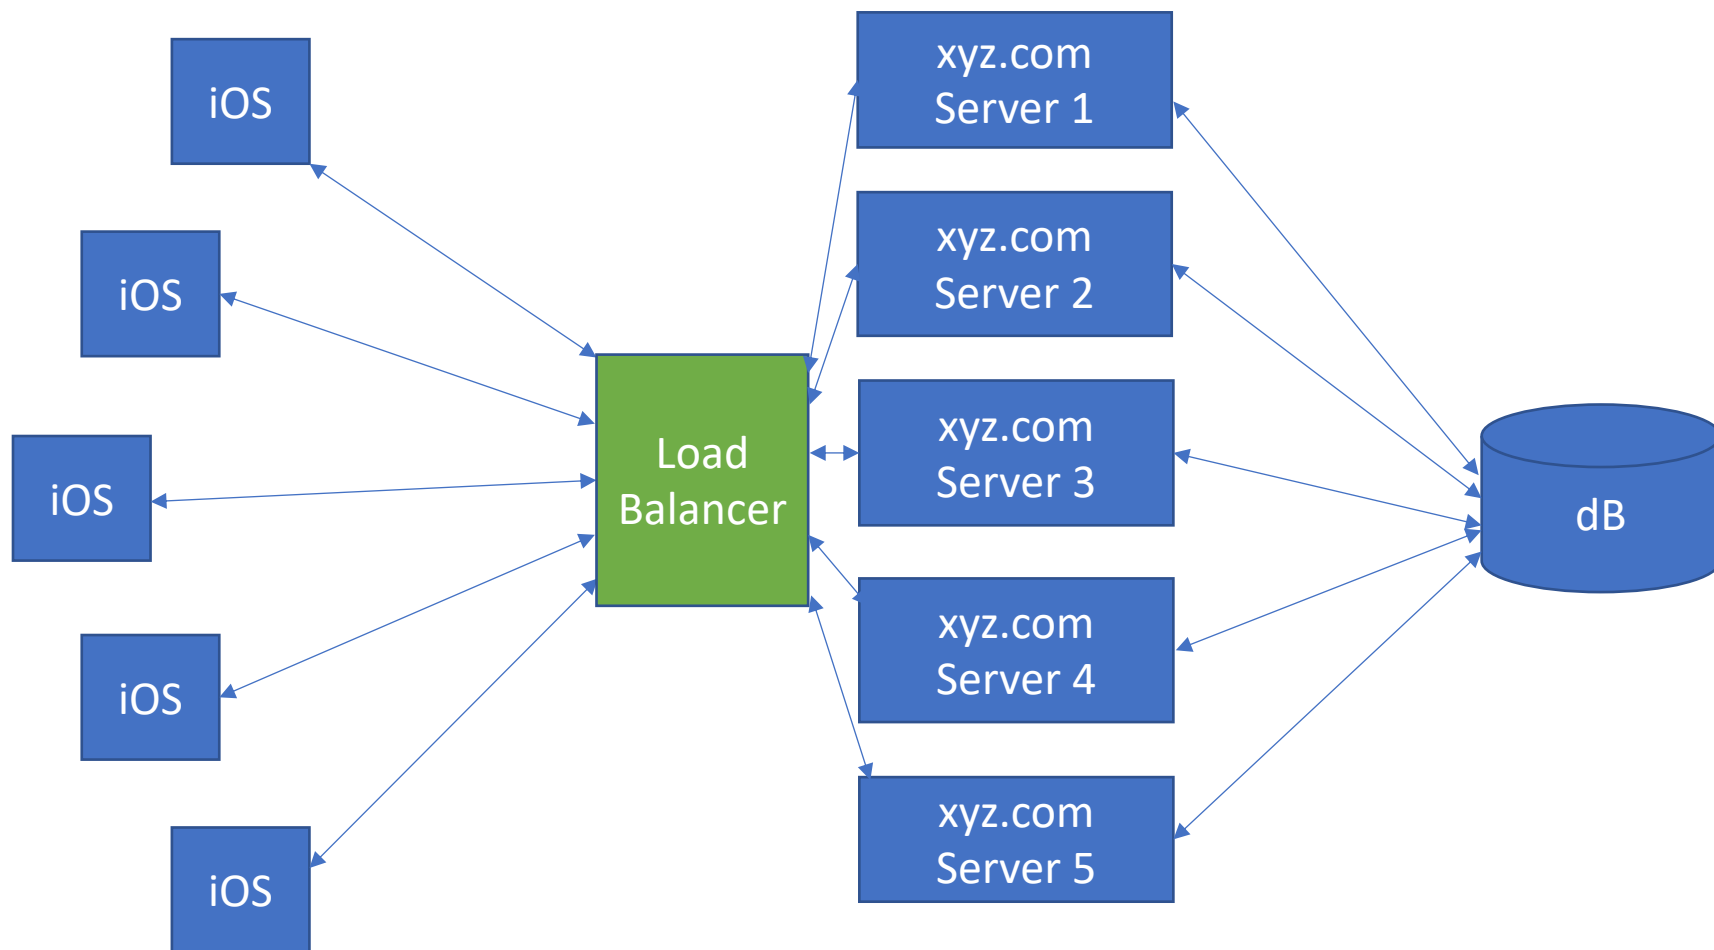 iOS
iOS
iOS
iOS
iOS
Load
Balancer
xyz.com
Server 1
xyz.com
Server 2
xyz.com
Server 3
xyz.com
Server 4
xyz.com
Server 5
dB